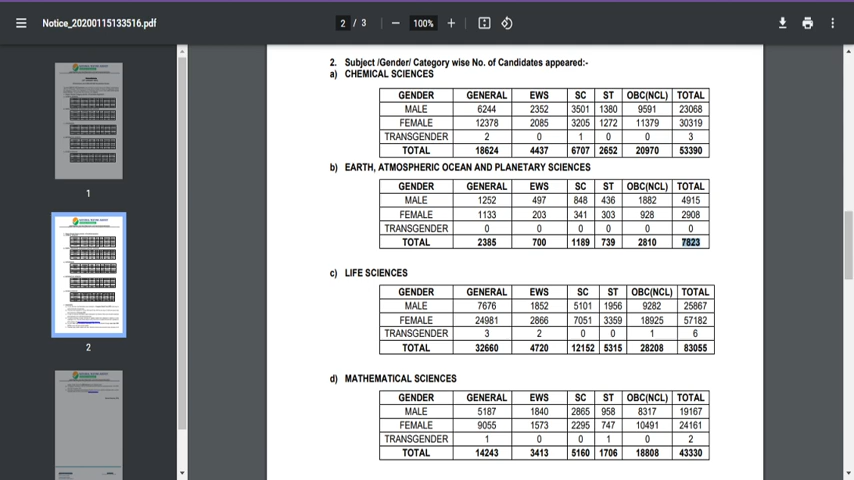 Notice_20200115133516.pdf
2 / 3
100%
1
2
2. Subject /Gender/ Category wise No. of Candidates appeared:-
a) CHEMICAL SCIENCES
GENDER GENERAL EWS SC ST OBC(NCL) TOTAL
MALE 6244 2352 3501 1380 9591 23068
FEMALE 12378 2085 3205 1272 11379 30319
TRANSGENDER 2 0 1 0 0 3
TOTAL 18624 4437 6707 2652 20970 53390
b) EARTH, ATMOSPHERIC OCEAN AND PLANETARY SCIENCES
GENDER GENERAL EWS SC ST OBC(NCL) TOTAL
MALE 1252 497 848 436 1882 4915
FEMALE 1133 203 341 303 928 2908
TRANSGENDER 0 0 0 0 0 0
TOTAL 2385 700 1189 739 2810 7823
c) LIFE SCIENCES
GENDER GENERAL EWS SC ST OBC(NCL) TOTAL
MALE 7676 1852 5101 1956 9282 25867
FEMALE 24981 2866 7051 3359 18925 57182
TRANSGENDER 3 2 0 0 1 6
TOTAL 32660 4720 12152 5315 28208 83055
d) MATHEMATICAL SCIENCES
GENDER GENERAL EWS SC ST OBC(NCL) TOTAL
MALE 5187 1840 2865 958 8317 19167
FEMALE 9055 1573 2295 747 10491 24161
TRANSGENDER 1 0 0 1 0 2
TOTAL 14243 3413 5160 1706 18808 43330